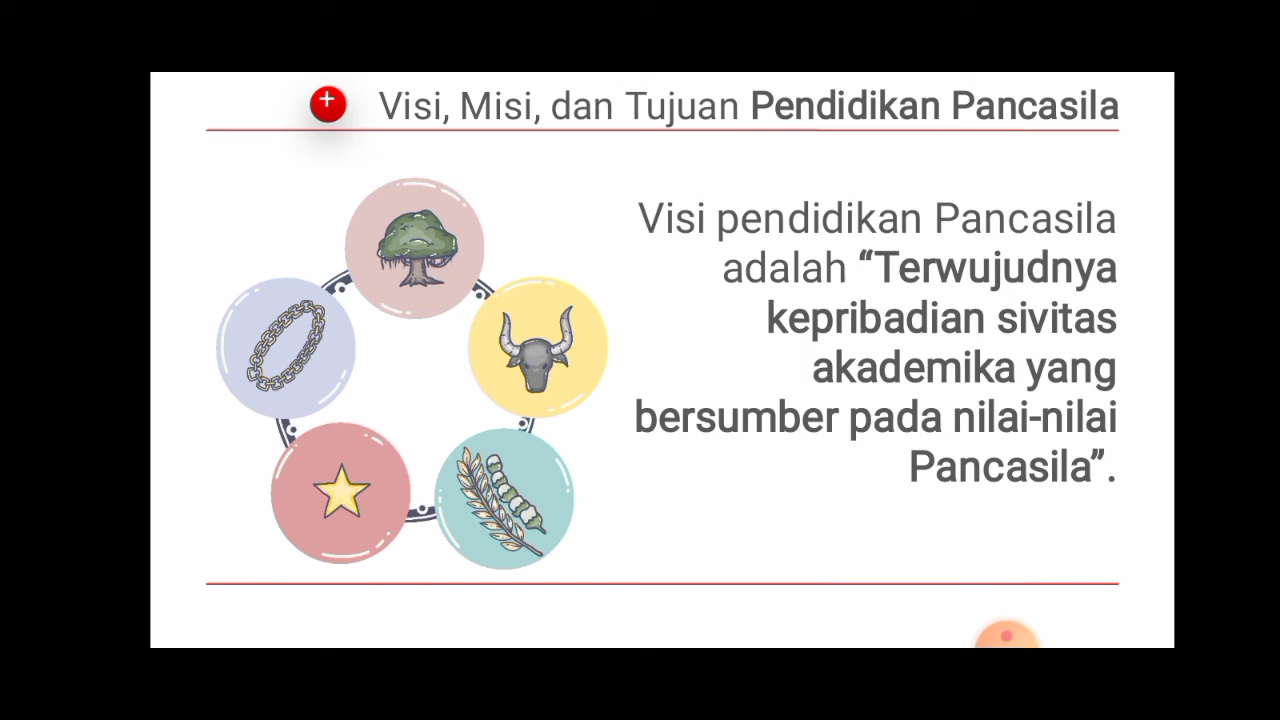 Visi, Misi, dan Tujuan Pendidikan Pancasila
Visi pendidikan Pancasila
adalah “Terwujudnya
kepribadian sivitas
akademika yang
bersumber pada nilai-nilai
Pancasila”.